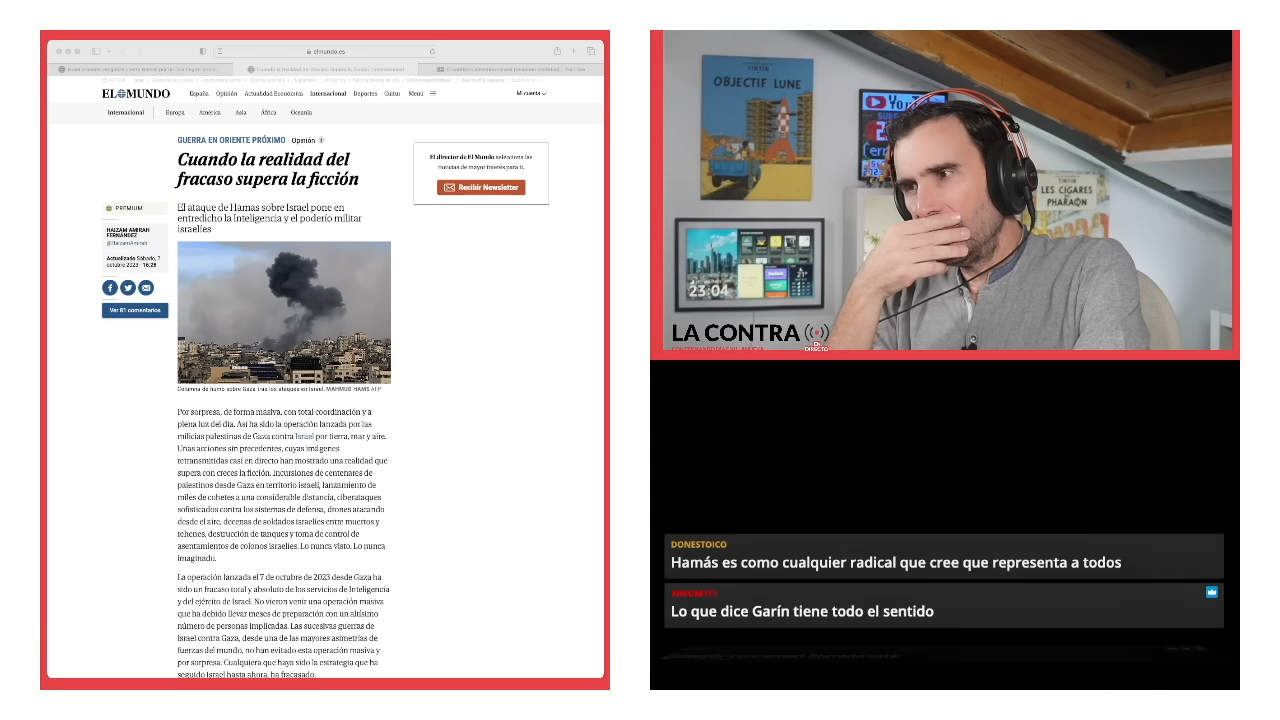 elmundo.es
EL MUNDO
España Opinión Actualidad Económica Internacional Deportes Cultur Menú
Mi cuenta
Internacional Europa América Asia África Oceanía
GUERRA EN ORIENTE PRÓXIMO - Opinión
Cuando la realidad del
fracaso supera la ficción
El ataque de Hamas sobre Israel pone en
entredicho la Inteligencia y el poderío militar
israelíes
PREMIUM
HAIZAM AMIRAH
FERNÁNDEZ
@HaizamAmirah
Actualizado Sábado, 7
octubre 2023 - 16:28
Ver 81 comentarios
El director de El Mundo selecciona las
noticias de mayor interés para ti.
Recibir Newsletter
Columna de humo sobre Gaza tras los ataques en Israel. MAHMUD HAMS AFP
Por sorpresa, de forma masiva, con total coordinación y a
plena luz del día. Así ha sido la operación lanzada por las
milicias palestinas de Gaza contra Israel por tierra, mar y aire.
Unas acciones sin precedentes, cuyas imágenes
retransmitidas casi en directo han mostrado una realidad que
supera con creces la ficción. Incursiones de centenares de
palestinos desde Gaza en territorio israelí, lanzamiento de
miles de cohetes a una considerable distancia, ciberataques
sofisticados contra los sistemas de defensa, drones atacando
desde el aire, decenas de soldados israelíes entre muertos y
rehenes, destrucción de tanques y toma de control de
asentamientos de colonos israelíes. Lo nunca visto. Lo nunca
imaginado.
La operación lanzada el 7 de octubre de 2023 desde Gaza ha
sido un fracaso total y absoluto de los servicios de Inteligencia
y del ejército de Israel. No vieron venir una operación masiva
que ha debido llevar meses de preparación con un altísimo
número de personas implicadas. Las sucesivas guerras de
Israel contra Gaza, desde una de las mayores asimetrías de
fuerzas del mundo, no han evitado esta operación masiva y
por sorpresa. Cualquiera que haya sido la estrategia que ha
seguido Israel hasta ahora, ha fracasado.
TINTIN
OBJECTIF LUNE
YouT
TINTIN
LES CIGARES
PHARAON
23:04
LA CONTRA
EN
DIRECTO
DONESTOICO
Hamás es como cualquier radical que cree que representa a todos
Lo que dice Garín tiene todo el sentido